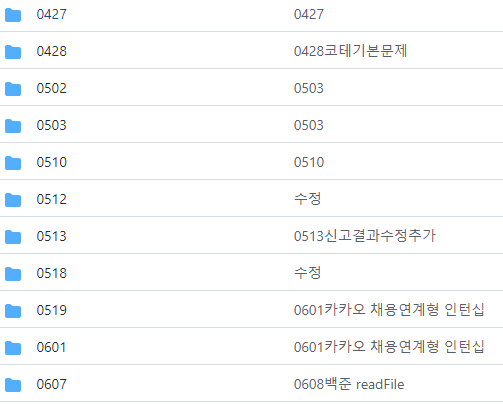 0427 0427
0428 0428코테기본문제
0502 0503
0503 0503
0510 0510
0512 수정
0513 0513신고결과수정추가
0518 수정
0519 0601카카오 채용연계형 인턴십
0601 0601카카오 채용연계형 인턴십
0607 0608백준 readFile